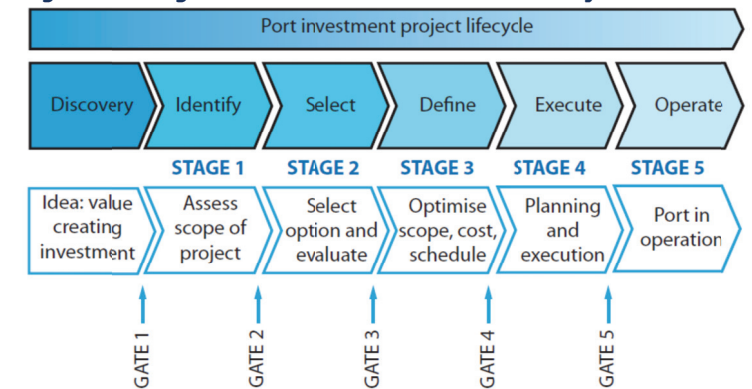 Port investment project lifecycle
Discovery
Identify
Select
Define
Execute
Operate
STAGE 1
STAGE 2
STAGE 3
STAGE 4
STAGE 5
Idea: value
creating
investment
Assess
scope of
project
Select
option and
evaluate
Optimise
scope, cost,
schedule
Planning
and
execution
Port in
operation
GATE 1
GATE 2
GATE 3
GATE 4
GATE 5